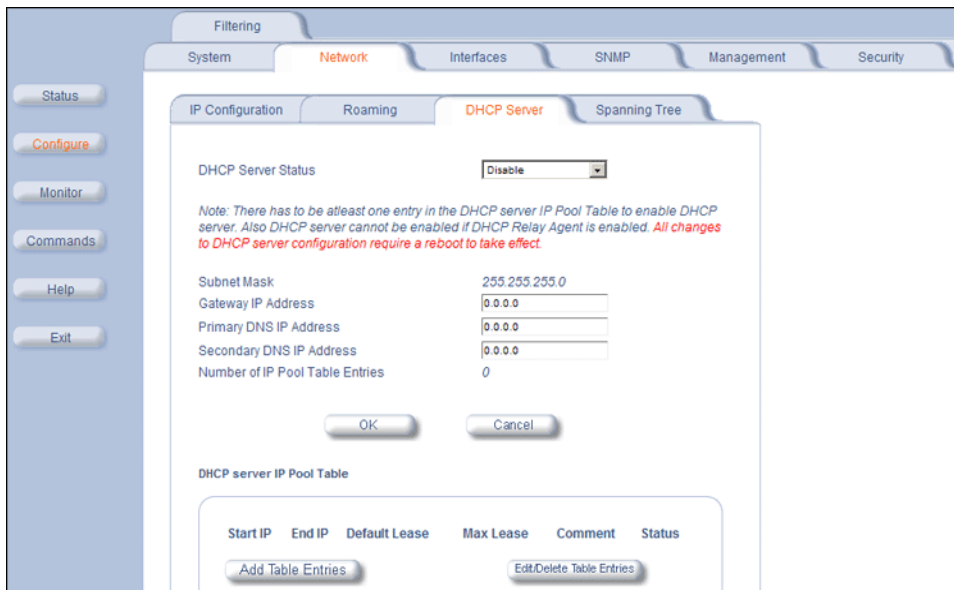 Filtering
System Network Interfaces SNMP Management Security
Status
Configure
Monitor
Commands
Help
Exit
IP Configuration Roaming DHCP Server Spanning Tree
DHCP Server Status Disable
Note: There has to be atleast one entry in the DHCP server IP Pool Table to enable DHCP
server. Also DHCP server cannot be enabled if DHCP Relay Agent is enabled. All changes
to DHCP server configuration require a reboot to take effect.
Subnet Mask 255.255.255.0
Gateway IP Address 0.0.0.0
Primary DNS IP Address 0.0.0.0
Secondary DNS IP Address 0.0.0.0
Number of IP Pool Table Entries 0
OK Cancel
DHCP server IP Pool Table
Start IP End IP Default Lease Max Lease Comment Status
Add Table Entries Edit/Delete Table Entries